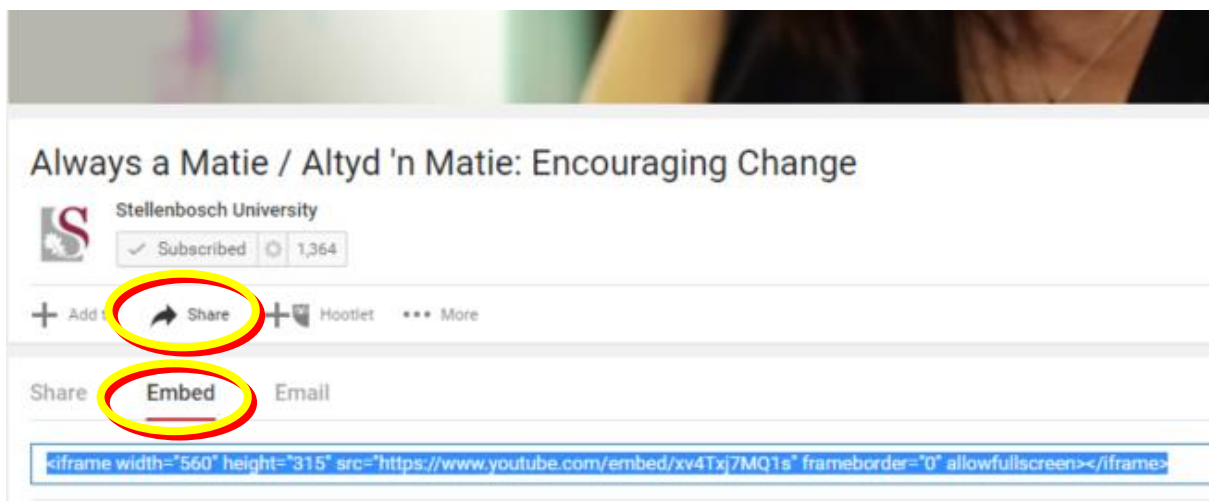 Always a Matie / Altyd 'n Matie: Encouraging Change
Stellenbosch University
Subscribed 1,364
Add t Share Hootlet More
Share Embed Email
<iframe width="560" height="315" src="https://www.youtube.com/embed/xv4Txj7MQ1s" frameborder="0" allowfullscreen></iframe>